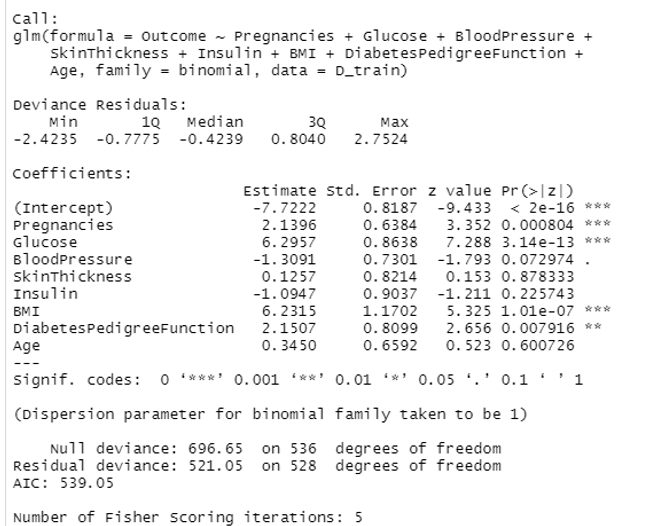 Call:
glm(formula = Outcome ~ Pregnancies + Glucose + BloodPressure +
    SkinThickness + Insulin + BMI + DiabetesPedigreeFunction +
    Age, family = binomial, data = D_train)

Deviance Residuals:
    Min       1Q   Median       3Q      Max
-2.4235  -0.7775  -0.4239   0.8040   2.7524

Coefficients:
                         Estimate Std. Error z value Pr(>|z|)
(Intercept)               -7.7222     0.8187  -9.433  < 2e-16 ***
Pregnancies                2.1396     0.6384   3.352 0.000804 ***
Glucose                    6.2957     0.8638   7.288 3.14e-13 ***
BloodPressure             -1.3091     0.7301  -1.793 0.072974 .
SkinThickness              0.1257     0.8214   0.153 0.878333
Insulin                   -1.0947     0.9037  -1.211 0.225743
BMI                        6.2315     1.1702   5.325 1.01e-07 ***
DiabetesPedigreeFunction   2.1507     0.8099   2.656 0.007916 **
Age                        0.3450     0.6592   0.523 0.600726
---
Signif. codes:  0 ‘***’ 0.001 ‘**’ 0.01 ‘*’ 0.05 ‘.’ 0.1 ‘ ’ 1

(Dispersion parameter for binomial family taken to be 1)

    Null deviance: 696.65  on 536  degrees of freedom
Residual deviance: 521.05  on 528  degrees of freedom
AIC: 539.05

Number of Fisher Scoring iterations: 5